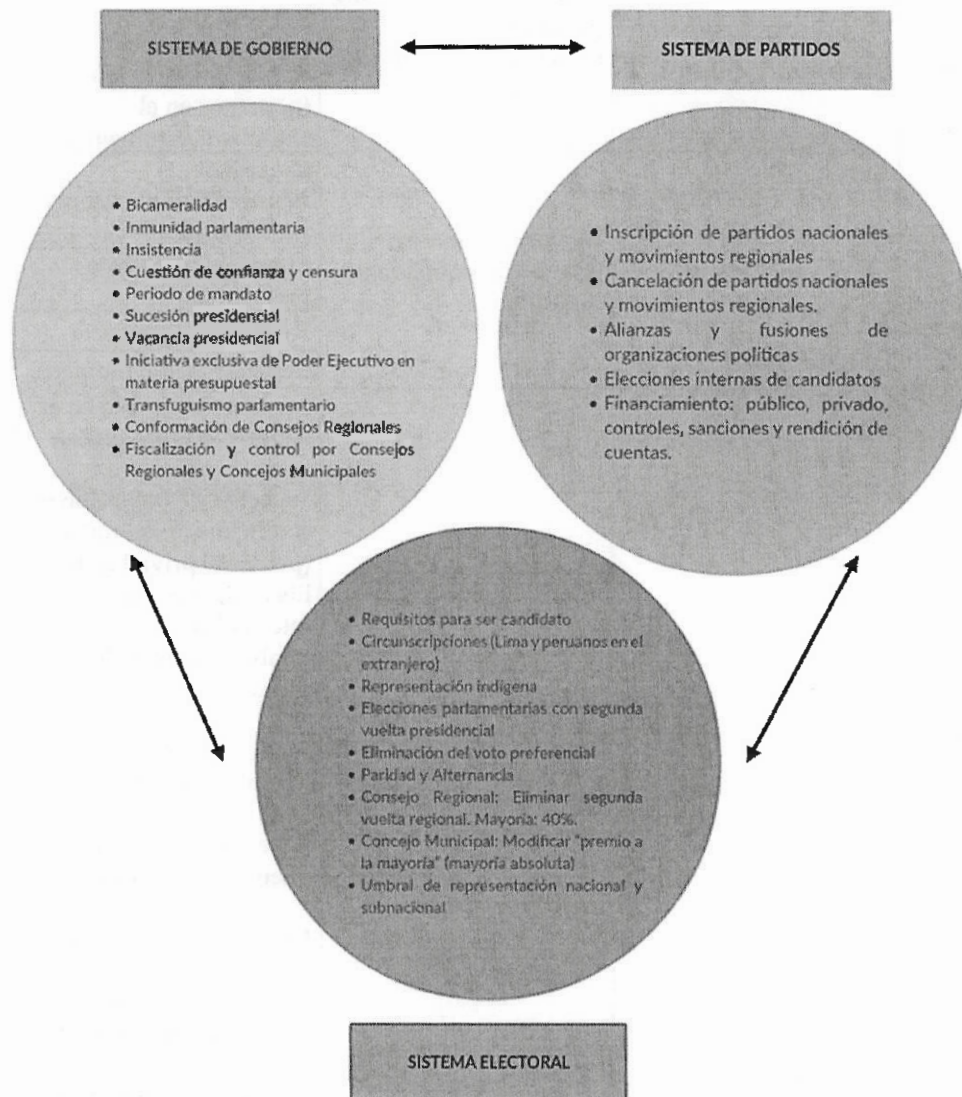 SISTEMA DE GOBIERNO
SISTEMA DE PARTIDOS
• Bicameralidad
• Inmunidad parlamentaria
• Insistencia
• Cuestión de confianza y censura
• Periodo de mandato
• Sucesión presidencial
• Vacancia presidencial
• Iniciativa exclusiva de Poder Ejecutivo en
materia presupuestal
• Transfuguismo parlamentario
• Conformación de Consejos Regionales
• Fiscalización y control por Consejos
Regionales y Concejos Municipales
• Inscripción de partidos nacionales
y movimientos regionales
• Cancelación de partidos nacionales
y movimientos regionales.
• Alianzas y fusiones de
organizaciones políticas
• Elecciones internas de candidatos
• Financiamiento: público, privado,
controles, sanciones y rendición de
cuentas.
• Requisitos para ser candidato
• Circunscripciones (Lima y peruanos en el
extranjero)
• Representación indígena
• Elecciones parlamentarias con segunda
vuelta presidencial
• Eliminación del voto preferencial
• Paridad y Alternancia
• Consejo Regional: Eliminar segunda
vuelta regional. Mayoría: 40%.
• Concejo Municipal: Modificar "premio a
la mayoría" (mayoría absoluta)
• Umbral de representación nacional y
subnacional
SISTEMA ELECTORAL